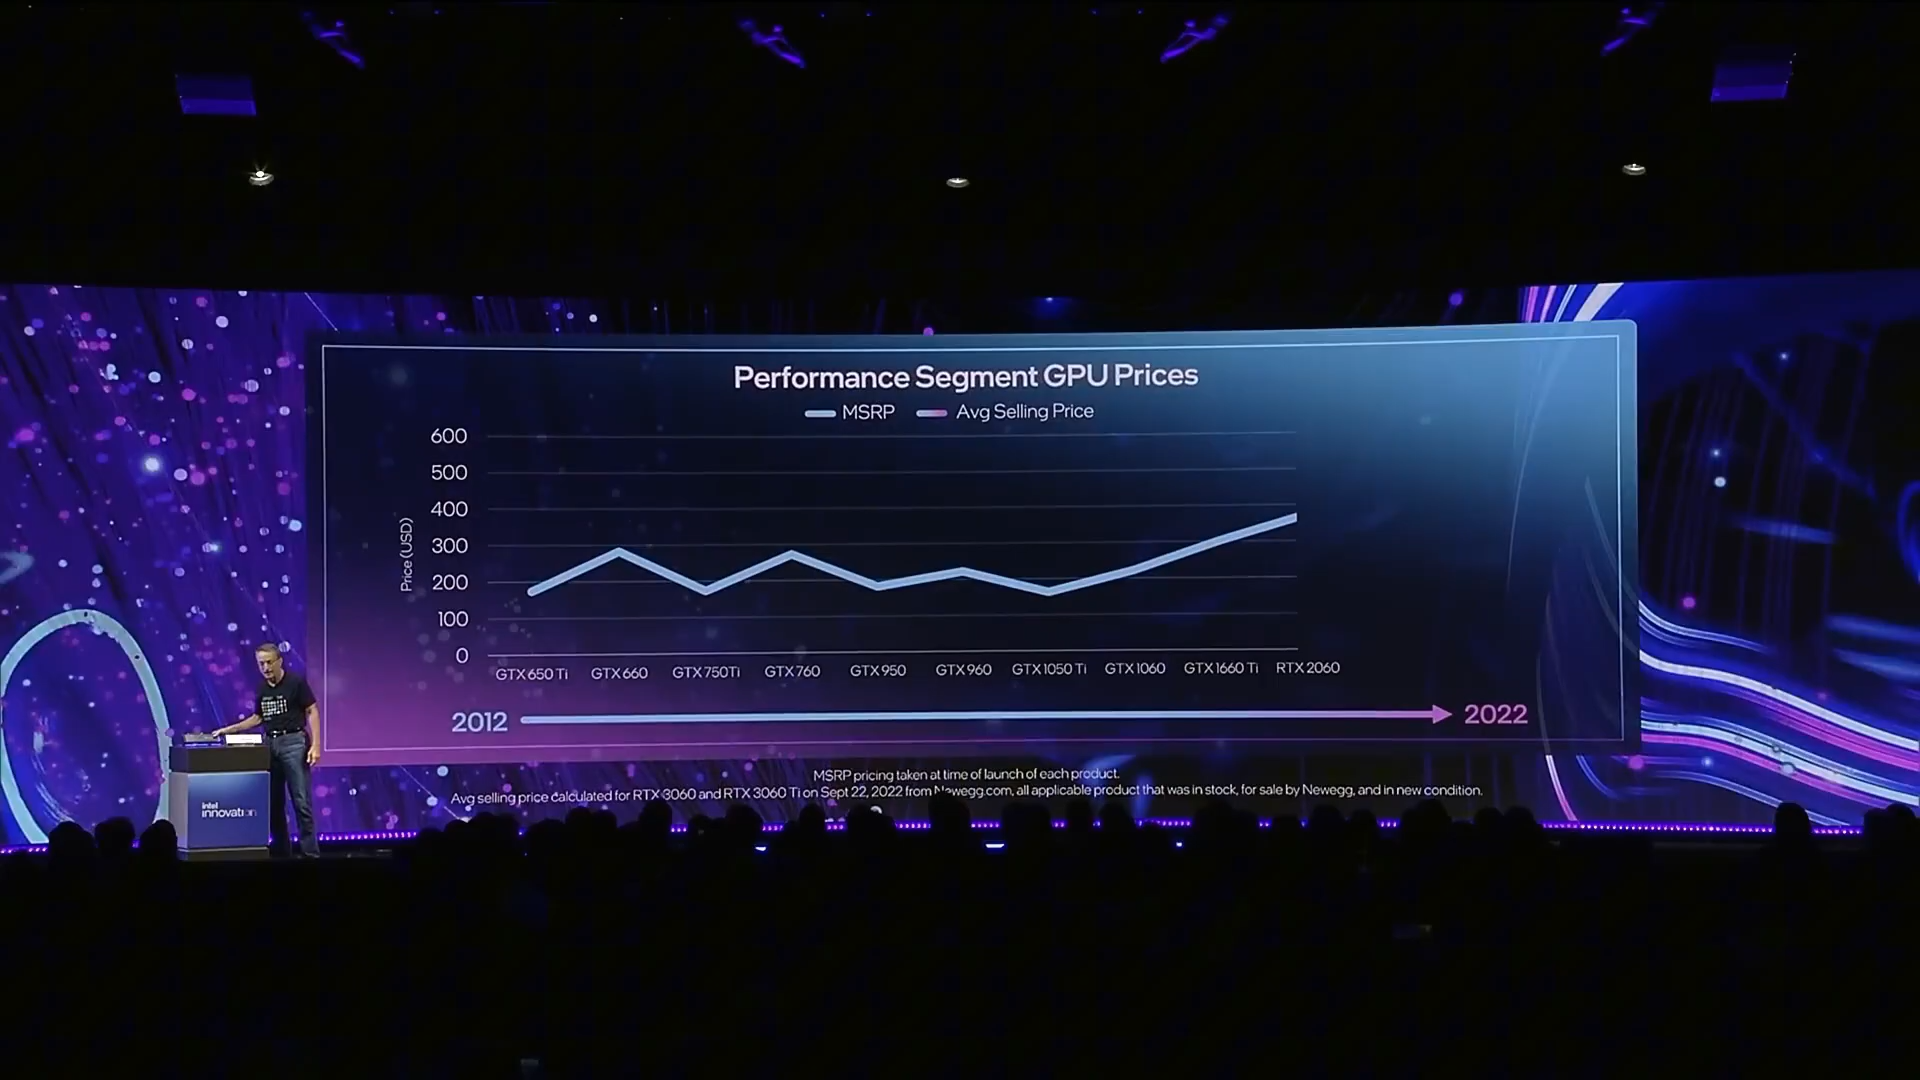 Performance Segment GPU Prices
MSRP Avg Selling Price
600
500
400
300
200
100
0
Price (USD)
GTX 650 Ti GTX 660 GTX 750Ti GTX 760 GTX 950 GTX 960 GTX 1050 Ti GTX 1060 GTX 1660 Ti RTX 2060
2012 2022
MSRP pricing taken at time of launch of each product.
Avg selling price calculated for RTX 3060 and RTX 3060 Ti on Sept 22, 2022 from Newegg.com, all applicable product that was in stock, for sale by Newegg, and in new condition.
intel
innovation